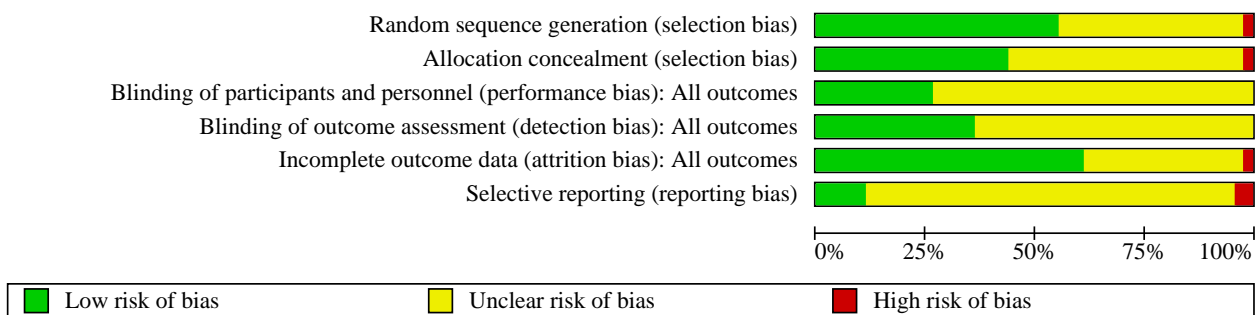 Random sequence generation (selection bias)
Allocation concealment (selection bias)
Blinding of participants and personnel (performance bias): All outcomes
Blinding of outcome assessment (detection bias): All outcomes
Incomplete outcome data (attrition bias): All outcomes
Selective reporting (reporting bias)
0% 25% 50% 75% 100%
Low risk of bias Unclear risk of bias High risk of bias